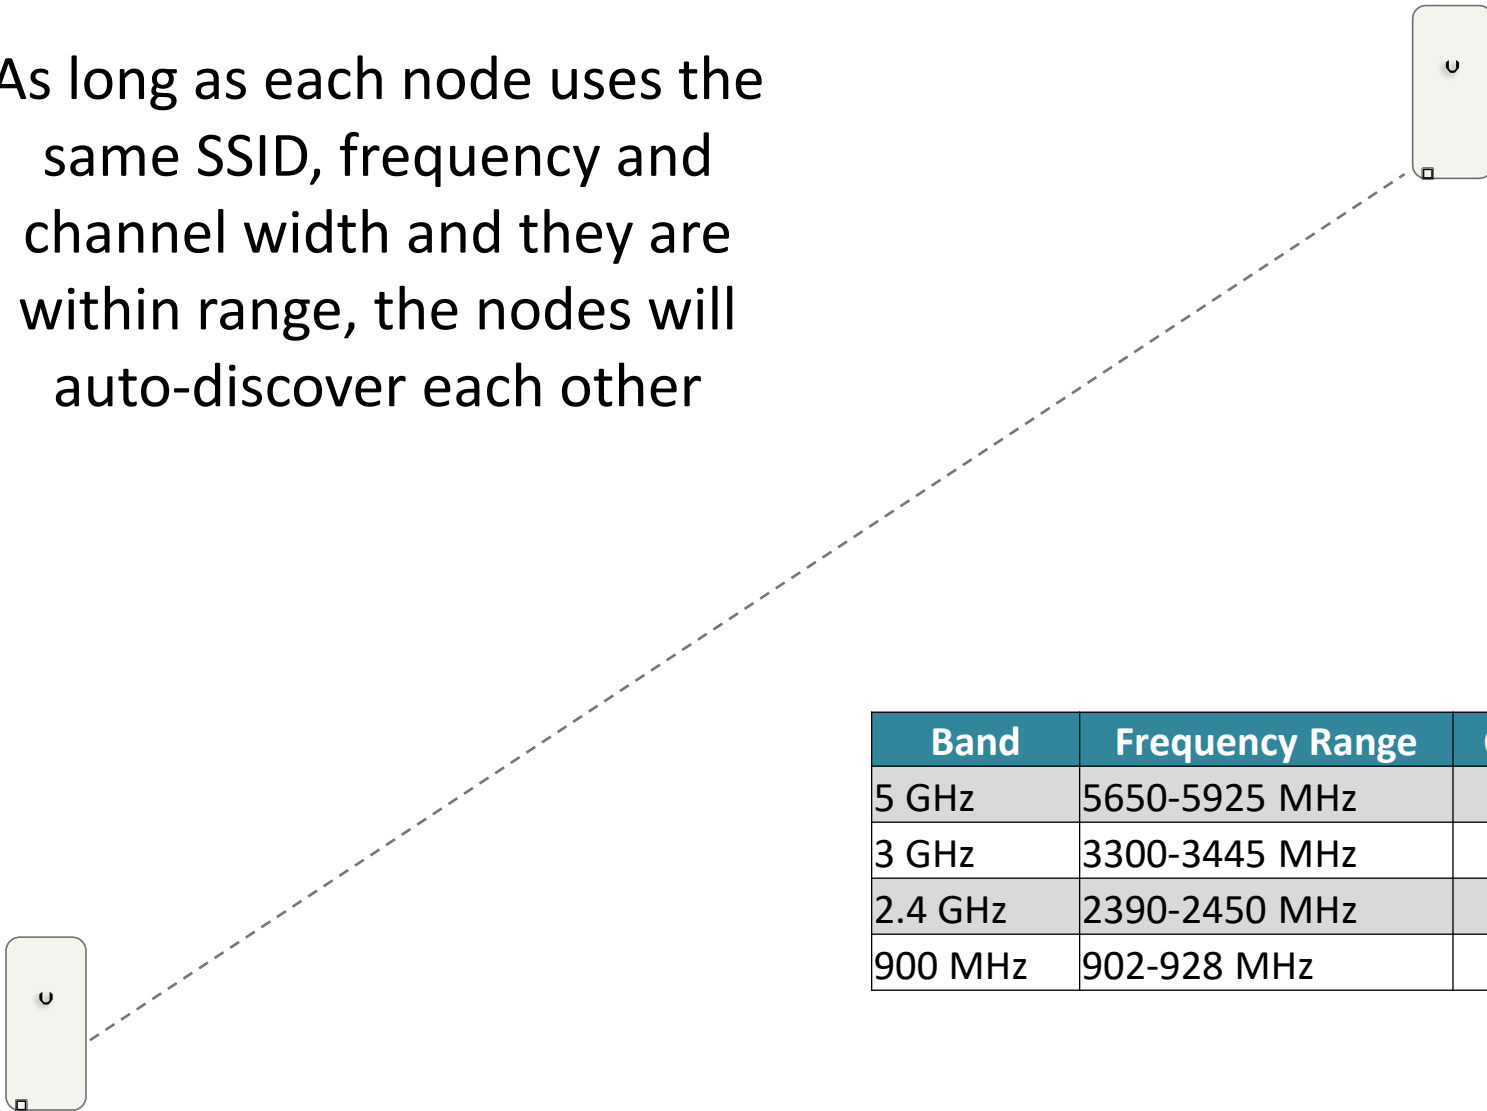 As long as each node uses the
same SSID, frequency and
channel width and they are
within range, the nodes will
auto-discover each other
Band Frequency Range
5 GHz 5650-5925 MHz
3 GHz 3300-3445 MHz
2.4 GHz 2390-2450 MHz
900 MHz 902-928 MHz